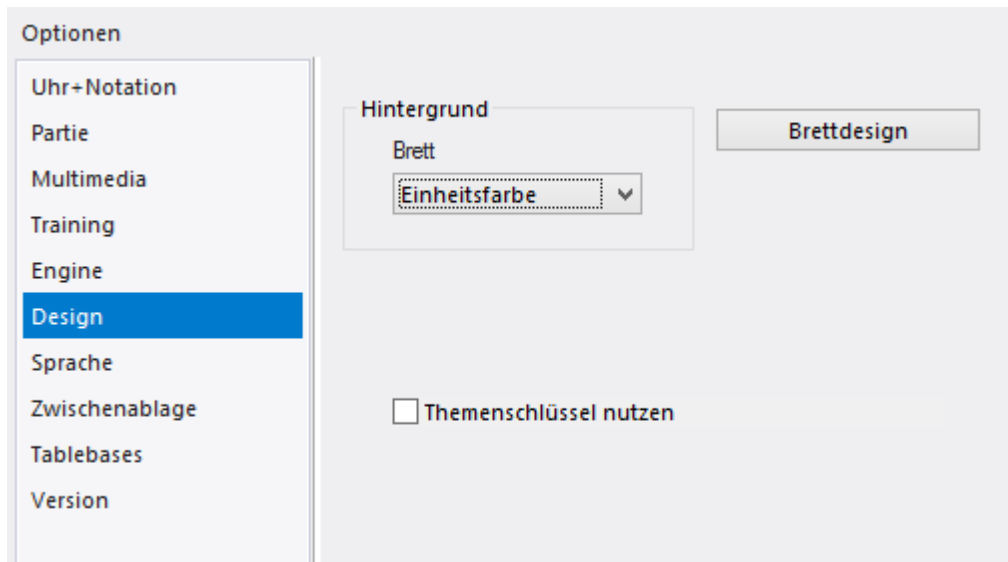 Optionen
Uhr+Notation
Partie
Multimedia
Training
Engine
Design
Sprache
Zwischenablage
Tablebases
Version
Hintergrund
Brett
Einheitsfarbe
Brettdesign
Themenschlüssel nutzen